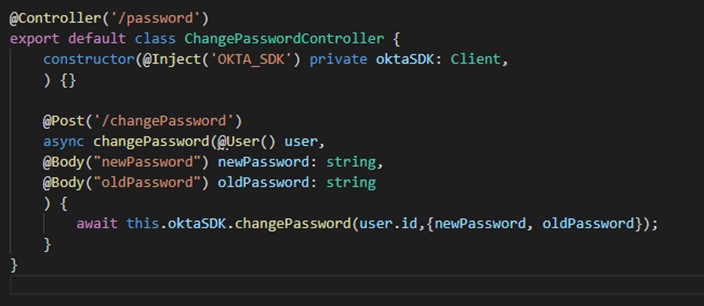 @Controller('/password')
export default class ChangePasswordController {
constructor(@Inject('OKTA_SDK') private oktaSDK: Client,
) {}
@Post('/changePassword')
async changePassword(@User() user,
@Body("newPassword") newPassword: string,
@Body("oldPassword") oldPassword: string
) {
await this.oktaSDK.changePassword(user.id,{newPassword, oldPassword});
}
}